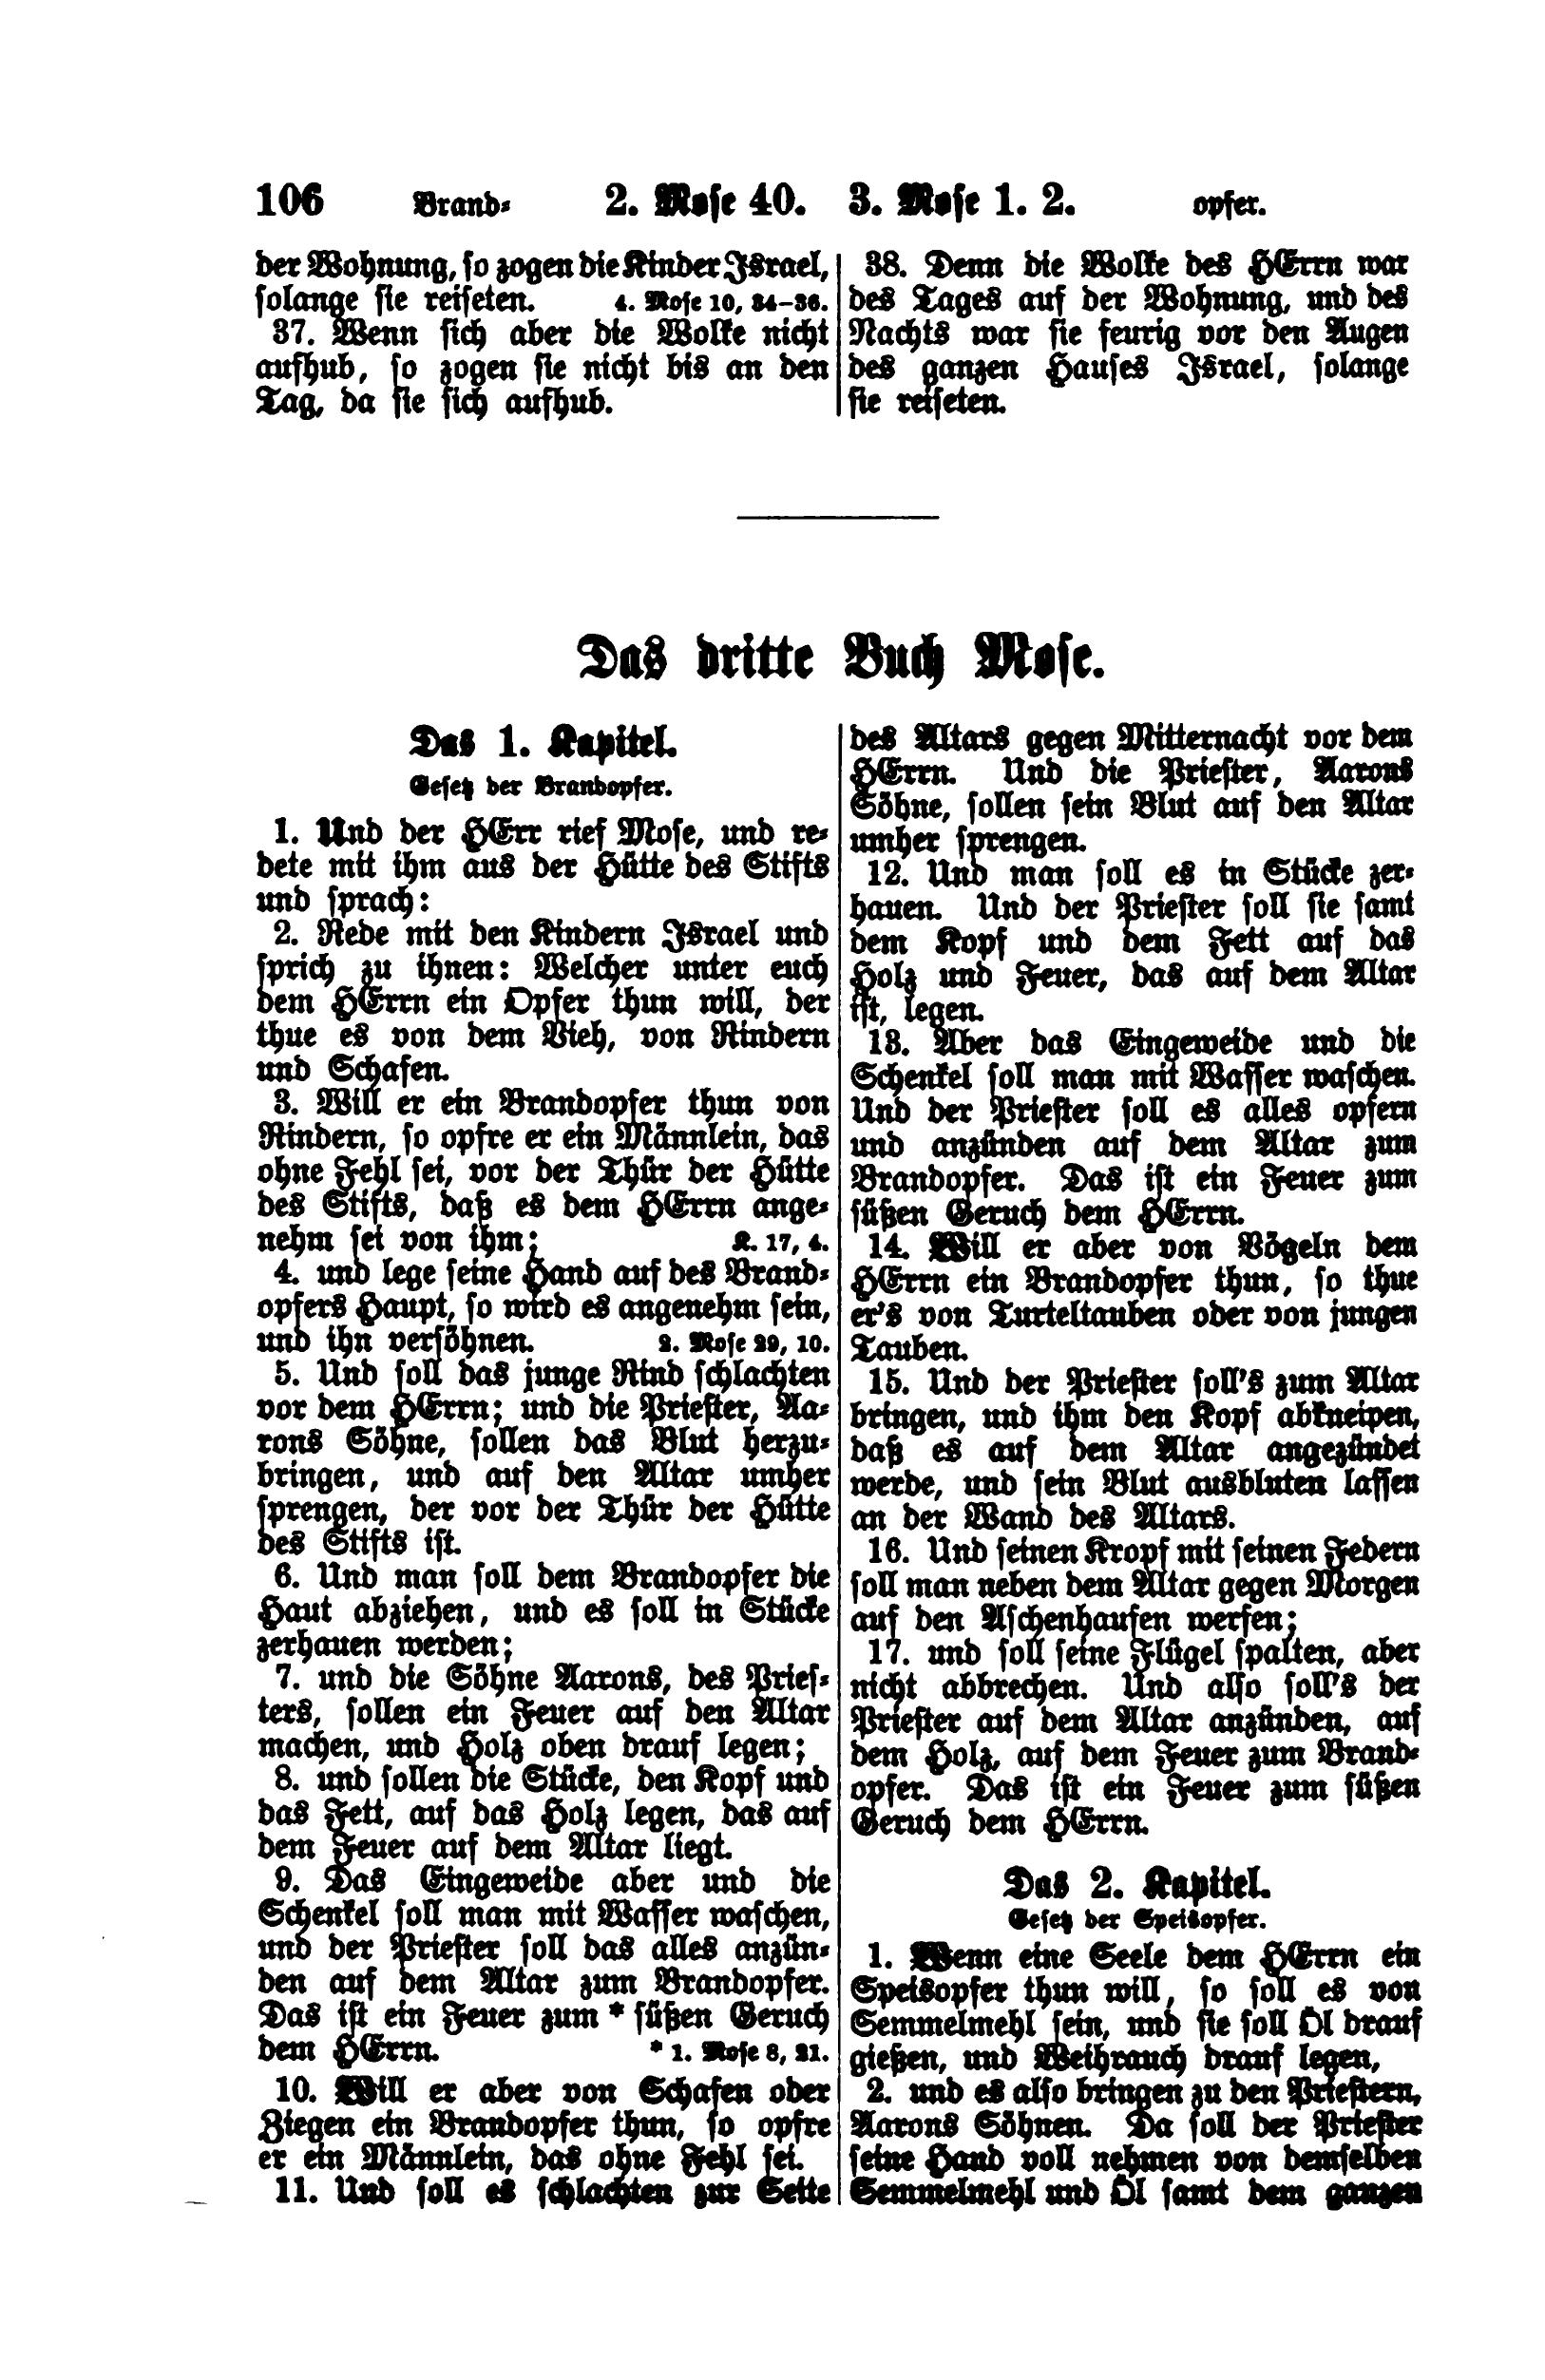 106 Brand⸗ 2. Mose 40. 3. Mose 1. 2. opfer.
der Wohnung, so zogen die Kinder Israel,
solange sie reiseten. 4. Mose 10, 34–36.
37. Wenn sich aber die Wolke nicht
aufhub, so zogen sie nicht bis an den
Tag, da sie sich aufhub.
38. Denn die Wolke des HErrn war
des Tages auf der Wohnung, und des
Nachts war sie feurig vor den Augen
des ganzen Hauses Israel, solange
sie reiseten.
Das dritte Buch Mose.
Das 1. Kapitel.
Gesetz der Brandopfer.
1. Und der HErr rief Mose, und re⸗
dete mit ihm aus der Hütte des Stifts
und sprach:
2. Rede mit den Kindern Israel und
sprich zu ihnen: Welcher unter euch
dem HErrn ein Opfer thun will, der
thue es von dem Vieh, von Rindern
und Schafen.
3. Will er ein Brandopfer thun von
Rindern, so opfre er ein Männlein, das
ohne Fehl sei, vor der Thür der Hütte
des Stifts, daß es dem HErrn ange⸗
nehm sei von ihm; K. 17, 4.
4. und lege seine Hand auf des Brand⸗
opfers Haupt, so wird es angenehm sein,
und ihn versöhnen. 2. Mose 29, 10.
5. Und soll das junge Rind schlachten
vor dem HErrn; und die Priester, Aa⸗
rons Söhne, sollen das Blut herzu⸗
bringen, und auf den Altar umher
sprengen, der vor der Thür der Hütte
des Stifts ist.
6. Und man soll dem Brandopfer die
Haut abziehen, und es soll in Stücke
zerhauen werden;
7. und die Söhne Aarons, des Pries⸗
ters, sollen ein Feuer auf den Altar
machen, und Holz oben drauf legen;
8. und sollen die Stücke, den Kopf und
das Fett, auf das Holz legen, das auf
dem Feuer auf dem Altar liegt.
9. Das Eingeweide aber und die
Schenkel soll man mit Wasser waschen,
und der Priester soll das alles anzün⸗
den auf dem Altar zum Brandopfer.
Das ist ein Feuer zum * süßen Geruch
dem HErrn. * 1. Mose 8, 21.
10. Will er aber von Schafen oder
Ziegen ein Brandopfer thun, so opfre
er ein Männlein, das ohne Fehl sei.
11. Und soll es schlachten zur Seite
des Altars gegen Mitternacht vor dem
HErrn. Und die Priester, Aarons
Söhne, sollen sein Blut auf den Altar
umher sprengen.
12. Und man soll es in Stücke zer⸗
hauen. Und der Priester soll sie samt
dem Kopf und dem Fett auf das
Holz und Feuer, das auf dem Altar
ist, legen.
13. Aber das Eingeweide und die
Schenkel soll man mit Wasser waschen.
Und der Priester soll es alles opfern
und anzünden auf dem Altar zum
Brandopfer. Das ist ein Feuer zum
süßen Geruch dem HErrn.
14. Will er aber von Vögeln dem
HErrn ein Brandopfer thun, so thue
er's von Turteltauben oder von jungen
Tauben.
15. Und der Priester soll's zum Altar
bringen, und ihm den Kopf abkneipen,
daß es auf dem Altar angezündet
werde, und sein Blut ausbluten lassen
an der Wand des Altars.
16. Und seinen Kropf mit seinen Federn
soll man neben dem Altar gegen Morgen
auf den Aschenhaufen werfen;
17. und soll seine Flügel spalten, aber
nicht abbrechen. Und also soll's der
Priester auf dem Altar anzünden, auf
dem Holz, auf dem Feuer zum Brand⸗
opfer. Das ist ein Feuer zum süßen
Geruch dem HErrn.
Das 2. Kapitel.
Gesetz der Speisopfer.
1. Wenn eine Seele dem HErrn ein
Speisopfer thun will, so soll es von
Semmelmehl sein, und sie soll Öl drauf
gießen, und Weihrauch drauf legen,
2. und es also bringen zu den Priestern,
Aarons Söhnen. Da soll der Priester
seine Hand voll nehmen von demselben
Semmelmehl und Öl samt dem ganzen